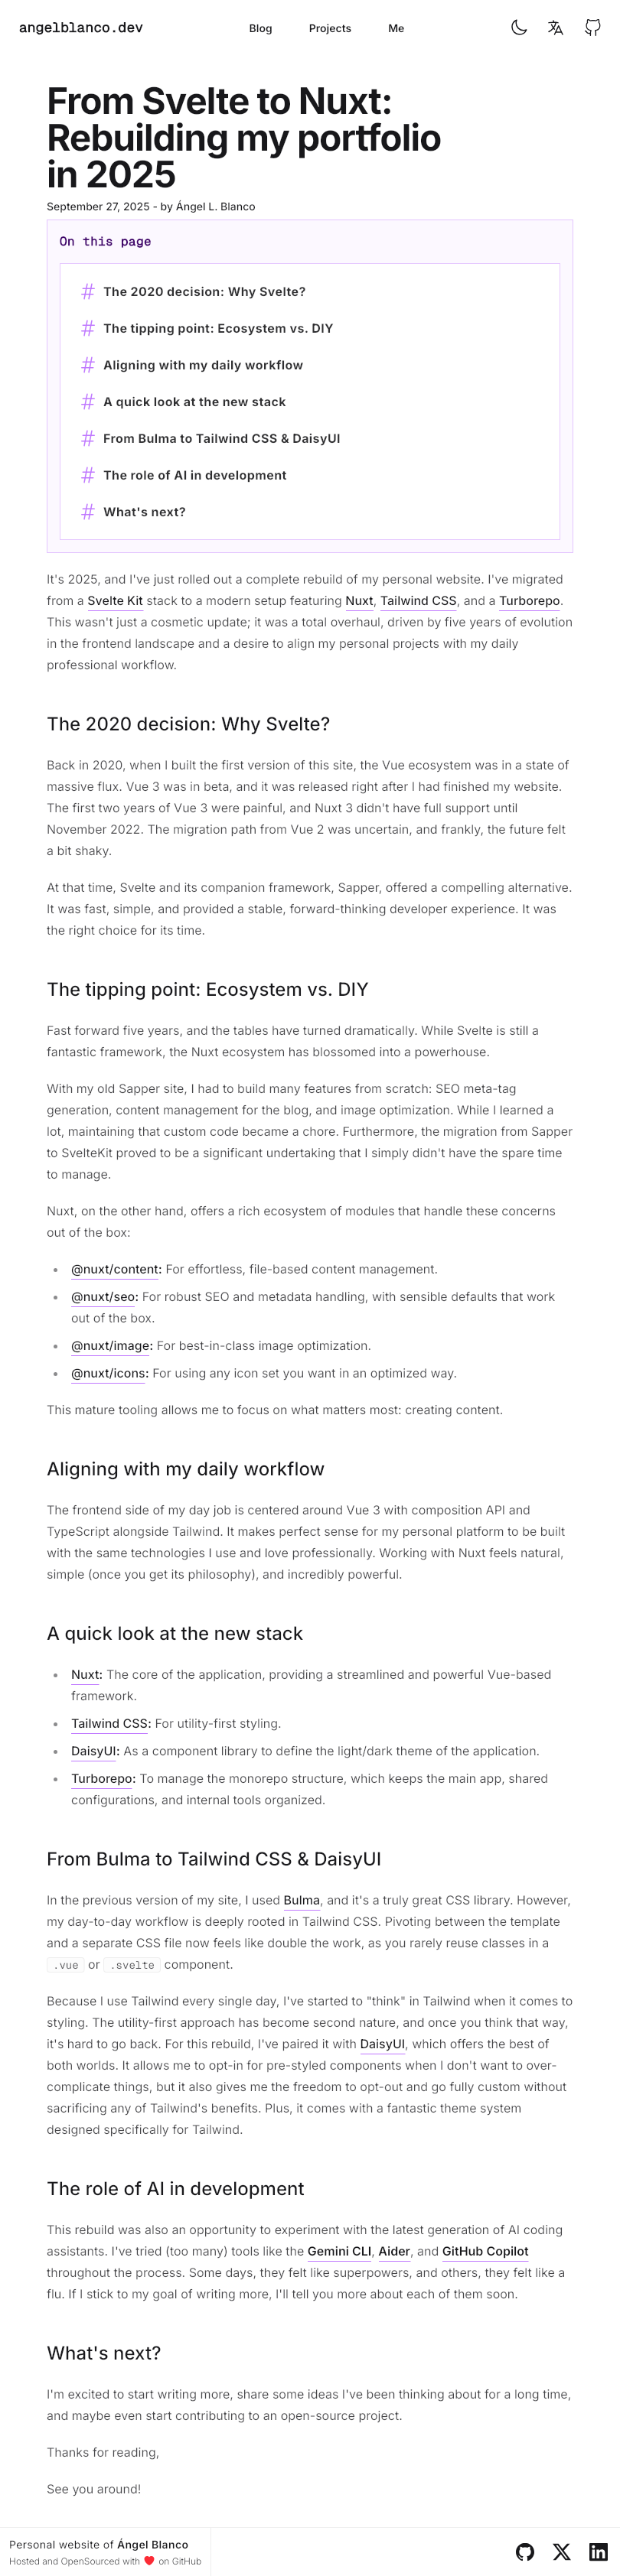 angelblanco.dev
Blog
Projects
Me
From Svelte to Nuxt:
Rebuilding my portfolio
in 2025
September 27, 2025 - by Ángel L. Blanco
On this page
# The 2020 decision: Why Svelte?
# The tipping point: Ecosystem vs. DIY
# Aligning with my daily workflow
# A quick look at the new stack
# From Bulma to Tailwind CSS & DaisyUI
# The role of AI in development
# What's next?
It's 2025, and I've just rolled out a complete rebuild of my personal website. I've migrated
from a Svelte Kit stack to a modern setup featuring Nuxt, Tailwind CSS, and a Turborepo.
This wasn't just a cosmetic update; it was a total overhaul, driven by five years of evolution
in the frontend landscape and a desire to align my personal projects with my daily
professional workflow.
The 2020 decision: Why Svelte?
Back in 2020, when I built the first version of this site, the Vue ecosystem was in a state of
massive flux. Vue 3 was in beta, and it was released right after I had finished my website.
The first two years of Vue 3 were painful, and Nuxt 3 didn't have full support until
November 2022. The migration path from Vue 2 was uncertain, and frankly, the future felt
a bit shaky.
At that time, Svelte and its companion framework, Sapper, offered a compelling alternative.
It was fast, simple, and provided a stable, forward-thinking developer experience. It was
the right choice for its time.
The tipping point: Ecosystem vs. DIY
Fast forward five years, and the tables have turned dramatically. While Svelte is still a
fantastic framework, the Nuxt ecosystem has blossomed into a powerhouse.
With my old Sapper site, I had to build many features from scratch: SEO meta-tag
generation, content management for the blog, and image optimization. While I learned a
lot, maintaining that custom code became a chore. Furthermore, the migration from Sapper
to SvelteKit proved to be a significant undertaking that I simply didn't have the spare time
to manage.
Nuxt, on the other hand, offers a rich ecosystem of modules that handle these concerns
out of the box:
• @nuxt/content: For effortless, file-based content management.
• @nuxt/seo: For robust SEO and metadata handling, with sensible defaults that work
out of the box.
• @nuxt/image: For best-in-class image optimization.
• @nuxt/icons: For using any icon set you want in an optimized way.
This mature tooling allows me to focus on what matters most: creating content.
Aligning with my daily workflow
The frontend side of my day job is centered around Vue 3 with composition API and
TypeScript alongside Tailwind. It makes perfect sense for my personal platform to be built
with the same technologies I use and love professionally. Working with Nuxt feels natural,
simple (once you get its philosophy), and incredibly powerful.
A quick look at the new stack
• Nuxt: The core of the application, providing a streamlined and powerful Vue-based
framework.
• Tailwind CSS: For utility-first styling.
• DaisyUI: As a component library to define the light/dark theme of the application.
• Turborepo: To manage the monorepo structure, which keeps the main app, shared
configurations, and internal tools organized.
From Bulma to Tailwind CSS & DaisyUI
In the previous version of my site, I used Bulma, and it's a truly great CSS library. However,
my day-to-day workflow is deeply rooted in Tailwind CSS. Pivoting between the template
and a separate CSS file now feels like double the work, as you rarely reuse classes in a
.vue or .svelte component.
Because I use Tailwind every single day, I've started to "think" in Tailwind when it comes to
styling. The utility-first approach has become second nature, and once you think that way,
it's hard to go back. For this rebuild, I've paired it with DaisyUI, which offers the best of
both worlds. It allows me to opt-in for pre-styled components when I don't want to over-
complicate things, but it also gives me the freedom to opt-out and go fully custom without
sacrificing any of Tailwind's benefits. Plus, it comes with a fantastic theme system
designed specifically for Tailwind.
The role of AI in development
This rebuild was also an opportunity to experiment with the latest generation of AI coding
assistants. I've tried (too many) tools like the Gemini CLI, Aider, and GitHub Copilot
throughout the process. Some days, they felt like superpowers, and others, they felt like a
flu. If I stick to my goal of writing more, I'll tell you more about each of them soon.
What's next?
I'm excited to start writing more, share some ideas I've been thinking about for a long time,
and maybe even start contributing to an open-source project.
Thanks for reading,
See you around!
Personal website of Ángel Blanco
Hosted and OpenSourced with ❤️ on GitHub